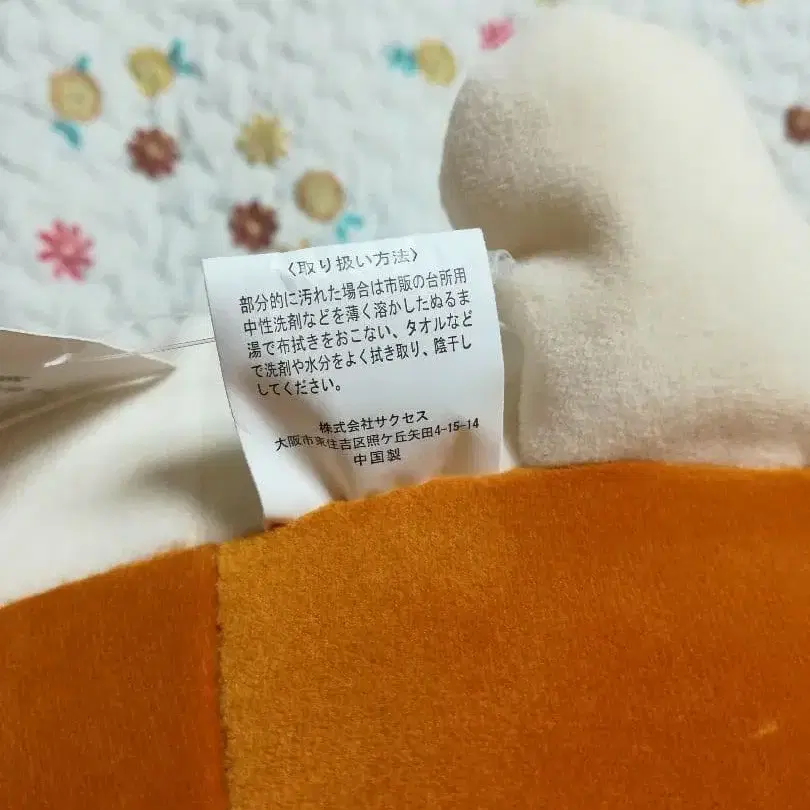 〈取り扱い方法〉
部分的に汚れた場合は市販の台所用
中性洗剤などを薄く溶かしたぬるま
湯で布拭きをおこない、タオルなど
で洗剤や水分をよく拭き取り、陰干し
してください。
株式会社サクセス
大阪市東住吉区照ケ丘矢田4-15-14
中国製